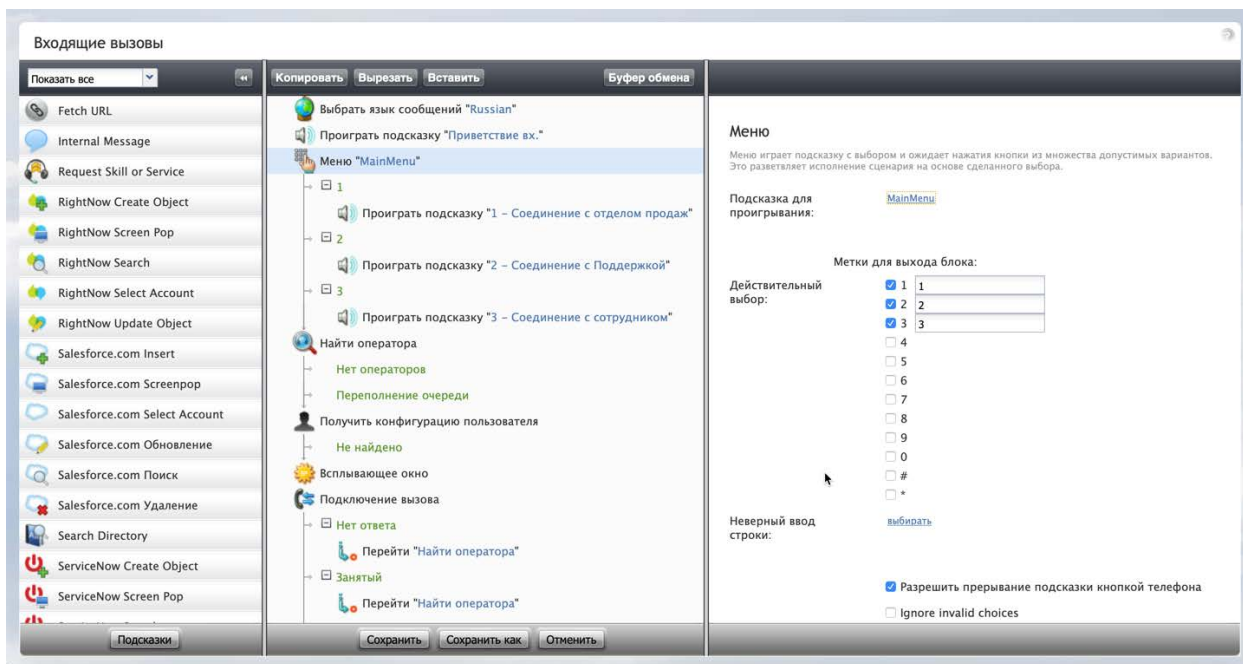 Входящие вызовы
Показать все
Fetch URL
Internal Message
Request Skill or Service
RightNow Create Object
RightNow Screen Pop
RightNow Search
RightNow Select Account
RightNow Update Object
Salesforce.com Insert
Salesforce.com Screenpop
Salesforce.com Select Account
Salesforce.com Обновление
Salesforce.com Поиск
Salesforce.com Удаление
Search Directory
ServiceNow Create Object
ServiceNow Screen Pop
Подсказки
Копировать Вырезать Вставить Буфер обмена
Выбрать язык сообщений "Russian"
Проиграть подсказку "Приветствие вх."
Меню "MainMenu"
1
Проиграть подсказку "1 – Соединение с отделом продаж"
2
Проиграть подсказку "2 – Соединение с Поддержкой"
3
Проиграть подсказку "3 – Соединение с сотрудником"
Найти оператора
Нет операторов
Переполнение очереди
Получить конфигурацию пользователя
Не найдено
Всплывающее окно
Подключение вызова
Нет ответа
Перейти "Найти оператора"
Занятый
Перейти "Найти оператора"
Сохранить Сохранить как Отменить
Меню
Меню играет подсказку с выбором и ожидает нажатия кнопки из множества допустимых вариантов.
Это разветвляет исполнение сценария на основе сделанного выбора.
Подсказка для MainMenu
проигрывания:
Метки для выхода блока:
Действительный 1 1
выбор: 2 2
3 3
4
5
6
7
8
9
0
#
*
Неверный ввод выбирать
строки:
Разрешить прерывание подсказки кнопкой телефона
Ignore invalid choices